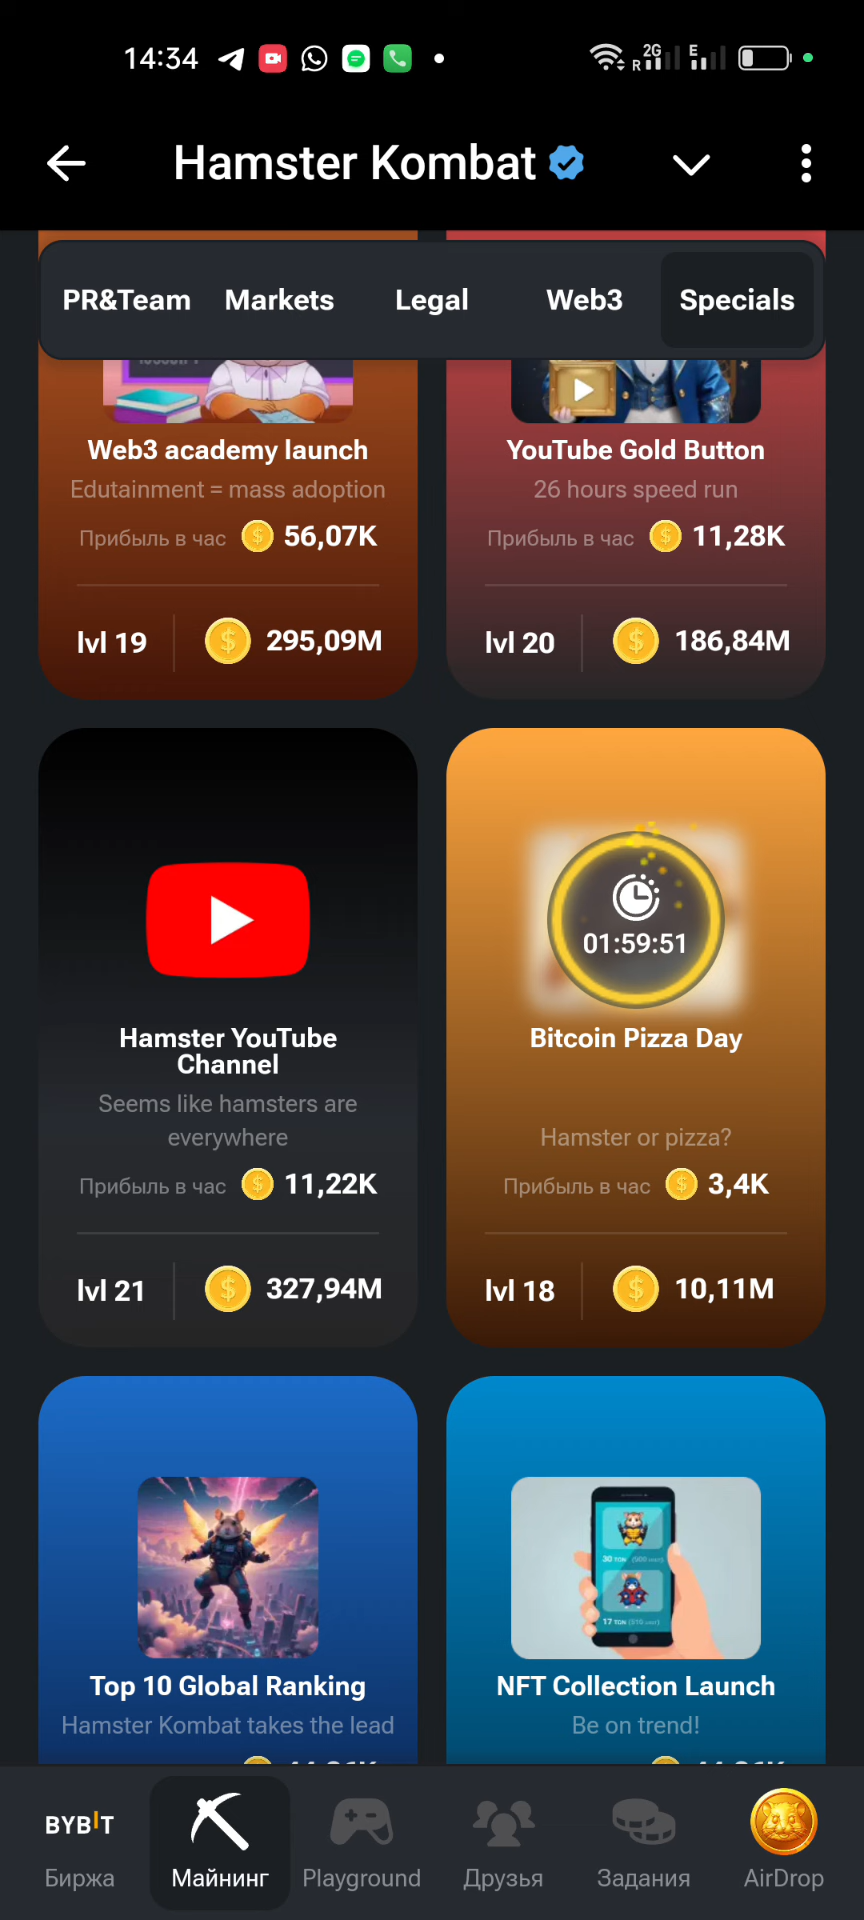 14:34
2G
R
E
Hamster Kombat
PR&Team Markets Legal Web3 Specials
Web3 academy launch
Edutainment = mass adoption
Прибыль в час 56,07K
lvl 19 295,09M
YouTube Gold Button
26 hours speed run
Прибыль в час 11,28K
lvl 20 186,84M
Hamster YouTube
Channel
Seems like hamsters are
everywhere
Прибыль в час 11,22K
lvl 21 327,94M
01:59:51
Bitcoin Pizza Day
Hamster or pizza?
Прибыль в час 3,4K
lvl 18 10,11M
Top 10 Global Ranking
Hamster Kombat takes the lead
30 TON
17 TON
NFT Collection Launch
Be on trend!
BYBIT
Биржа Майнинг Playground Друзья Задания AirDrop